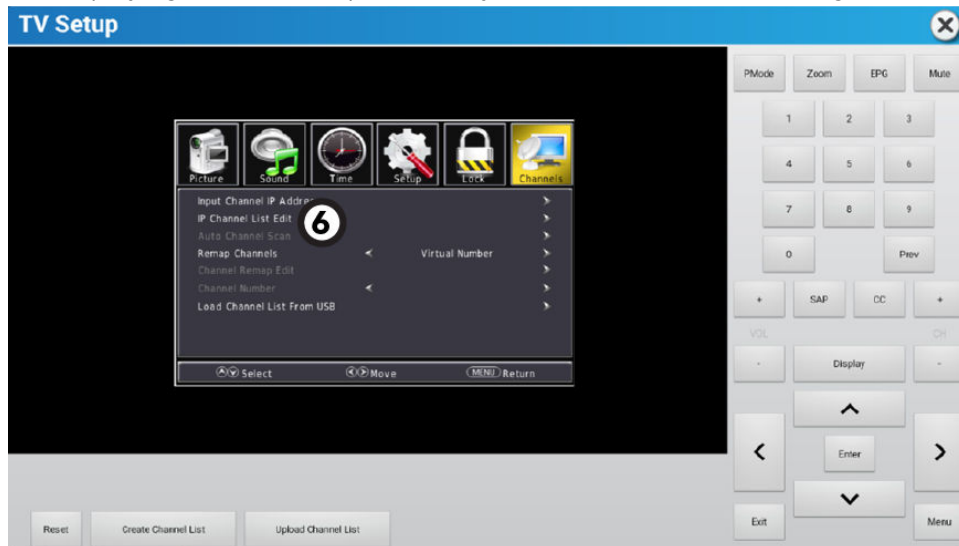 TV Setup
PMode Zoom EPG Mute
1 2 3
4 5 6
7 8 9
0 Prev
+ SAP CC +
VOL CH
- Display -
Enter
Exit Menu
Picture Sound Time Setup Lock Channels
Input Channel IP
IP Channel List Edit
6
Auto Channel Scan
Remap Channels Virtual Number
Channel Remap Edit
Channel Number
Load Channel List From USB
Select Move MENU Return
Reset Create Channel List Upload Channel List